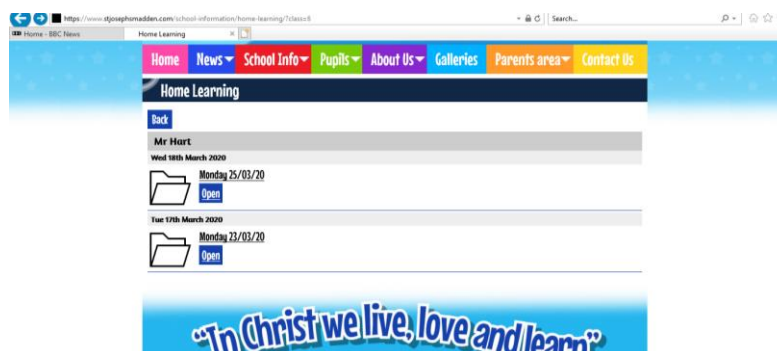 https://www.stjosephsmadden.com/school-information/home-learning/?class=8
Search...
Home - BBC News
Home Learning
Home News School Info Pupils About Us Galleries Parents area Contact Us
Home Learning
Back
Mr Hart
Wed 18th March 2020
Monday 25/03/20
Open
Tue 17th March 2020
Monday 23/03/20
Open
"In Christ we live, love and learn"